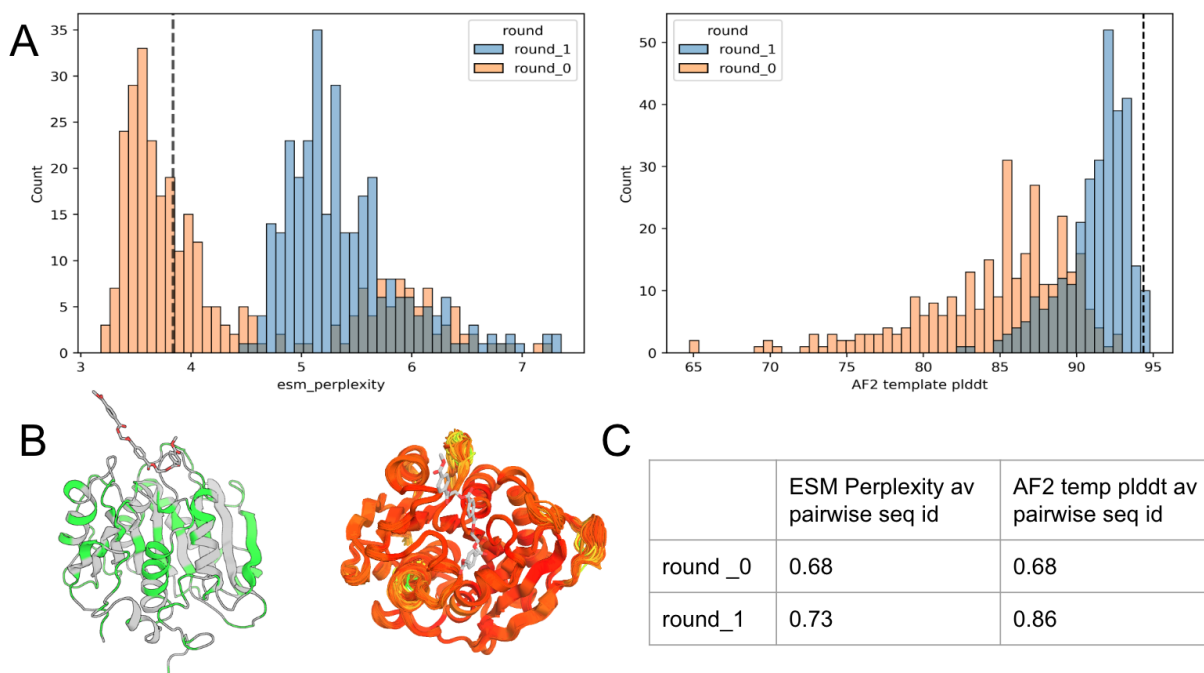 A
35
30
25
20
15
10
5
0
Count
3
4
5
6
7
esm_perplexity
round
round_1
round_0
50
40
30
20
10
0
Count
65
70
75
80
85
90
95
AF2 template plddt
round
round_1
round_0
B
C
ESM Perplexity av
pairwise seq id
AF2 temp plddt av
pairwise seq id
round _0
0.68
0.68
round_1
0.73
0.86